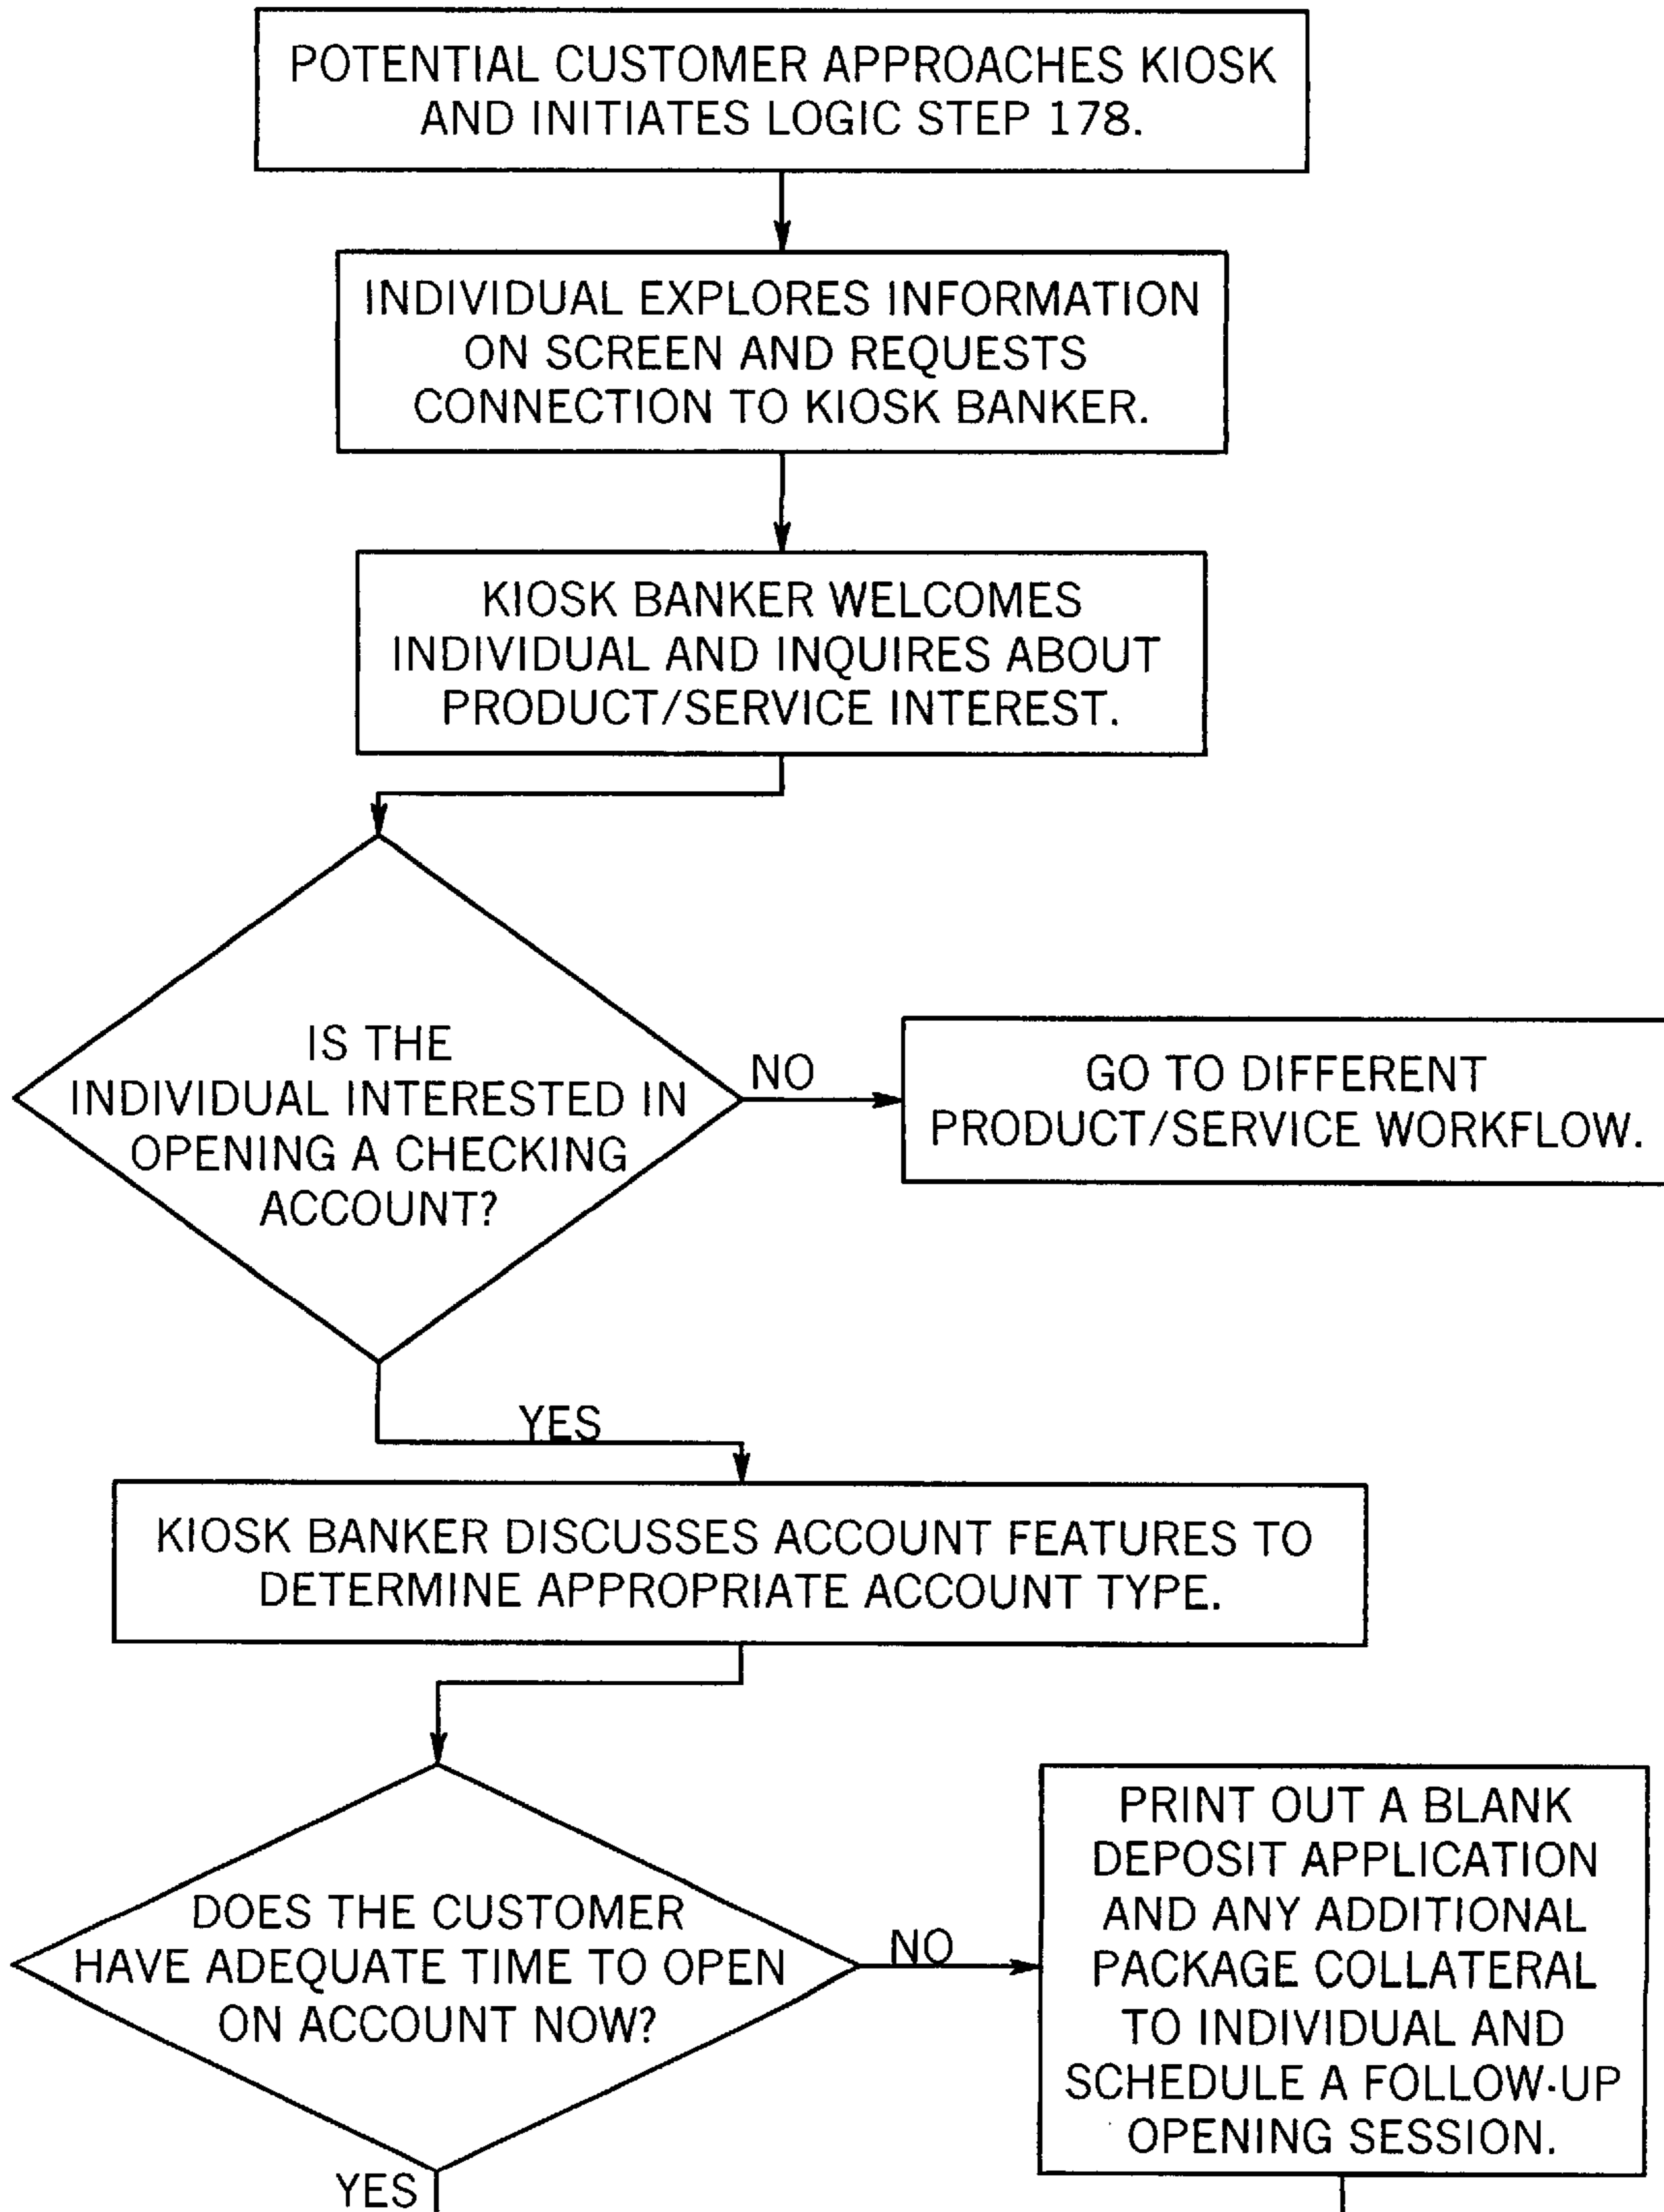 POTENTIAL CUSTOMER APPROACHES KIOSK
AND INITIATES LOGIC STEP 178.
INDIVIDUAL EXPLORES INFORMATION
ON SCREEN AND REQUESTS
CONNECTION TO KIOSK BANKER.
KIOSK BANKER WELCOMES
INDIVIDUAL AND INQUIRES ABOUT
PRODUCT/SERVICE INTEREST.
IS THE
INDIVIDUAL INTERESTED IN
OPENING A CHECKING
ACCOUNT?
NO
GO TO DIFFERENT
PRODUCT/SERVICE WORKFLOW.
YES
KIOSK BANKER DISCUSSES ACCOUNT FEATURES TO
DETERMINE APPROPRIATE ACCOUNT TYPE.
DOES THE CUSTOMER
HAVE ADEQUATE TIME TO OPEN
ON ACCOUNT NOW?
NO
PRINT OUT A BLANK
DEPOSIT APPLICATION
AND ANY ADDITIONAL
PACKAGE COLLATERAL
TO INDIVIDUAL AND
SCHEDULE A FOLLOW-UP
OPENING SESSION.
YES